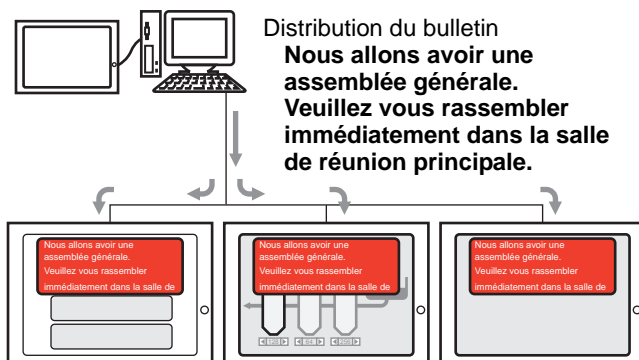 Distribution du bulletin
Nous allons avoir une
assemblée générale.
Veuillez vous rassembler
immédiatement dans la salle
de réunion principale.
Nous allons avoir une
assemblée générale.
Veuillez vous rassembler
immédiatement dans la salle de
Nous allons avoir une
assemblée générale.
Veuillez vous rassembler
immédiatement dans la salle de
128 64 256
Nous allons avoir une
assemblée générale.
Veuillez vous rassembler
immédiatement dans la salle de